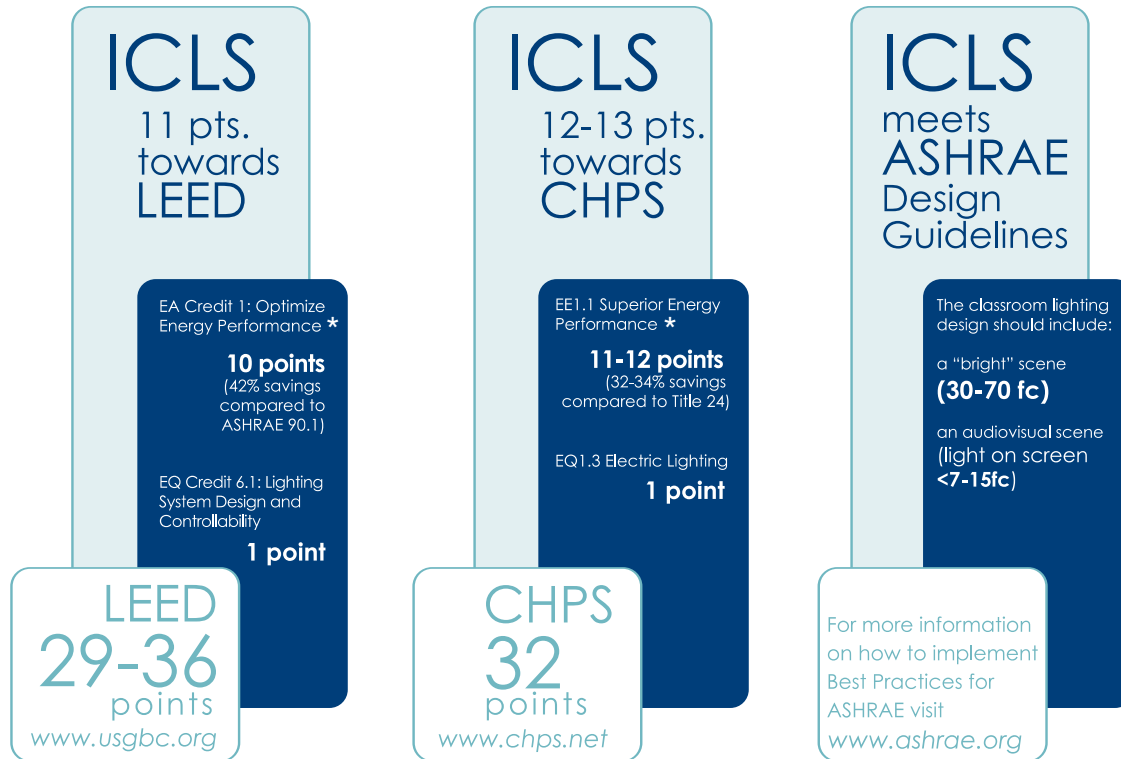 ICLS
11 pts.
towards
LEED
EA Credit 1: Optimize
Energy Performance *
10 points
(42% savings
compared to
ASHRAE 90.1)
EQ Credit 6.1: Lighting
System Design and
Controllability
1 point
LEED
29-36
points
www.usgbc.org
ICLS
12-13 pts.
towards
CHPS
EE1.1 Superior Energy
Performance *
11-12 points
(32-34% savings
compared to Title 24)
EQ1.3 Electric Lighting
1 point
CHPS
32
points
www.chps.net
ICLS
meets
ASHRAE
Design
Guidelines
The classroom lighting
design should include:
a “bright” scene
(30-70 fc)
an audiovisual scene
(light on screen
<7-15fc)
For more information
on how to implement
Best Practices for
ASHRAE visit
www.ashrae.org